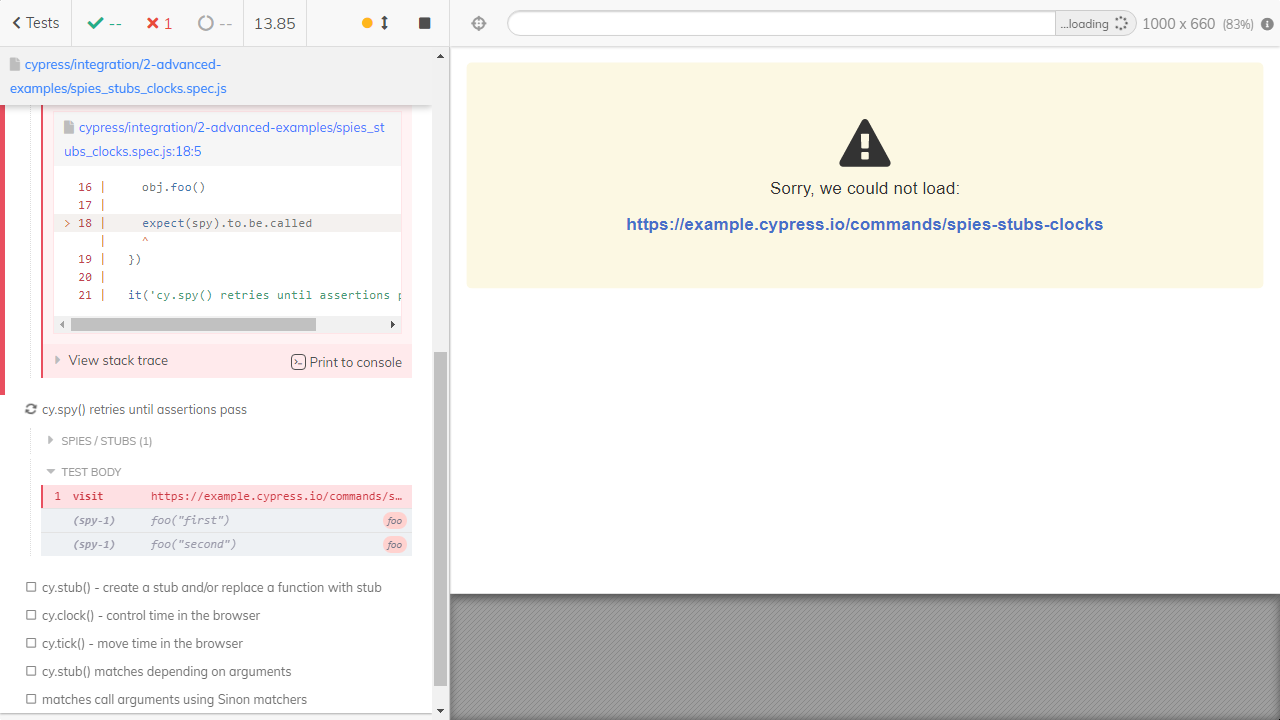 Tests
--
1
--
13.85
...loading
1000 x 660 (83%)
cypress/integration/2-advanced-
examples/spies_stubs_clocks.spec.js
cypress/integration/2-advanced-examples/spies_st
ubs_clocks.spec.js:18:5
16 | obj.foo()
17 |
> 18 | expect(spy).to.be.called
| ^
19 | })
20 |
21 | it('cy.spy() retries until assertions p
View stack trace
Print to console
cy.spy() retries until assertions pass
SPIES / STUBS (1)
TEST BODY
1 visit https://example.cypress.io/commands/s...
(spy-1) foo("first") foo
(spy-1) foo("second") foo
cy.stub() - create a stub and/or replace a function with stub
cy.clock() - control time in the browser
cy.tick() - move time in the browser
cy.stub() matches depending on arguments
matches call arguments using Sinon matchers
Sorry, we could not load:
https://example.cypress.io/commands/spies-stubs-clocks